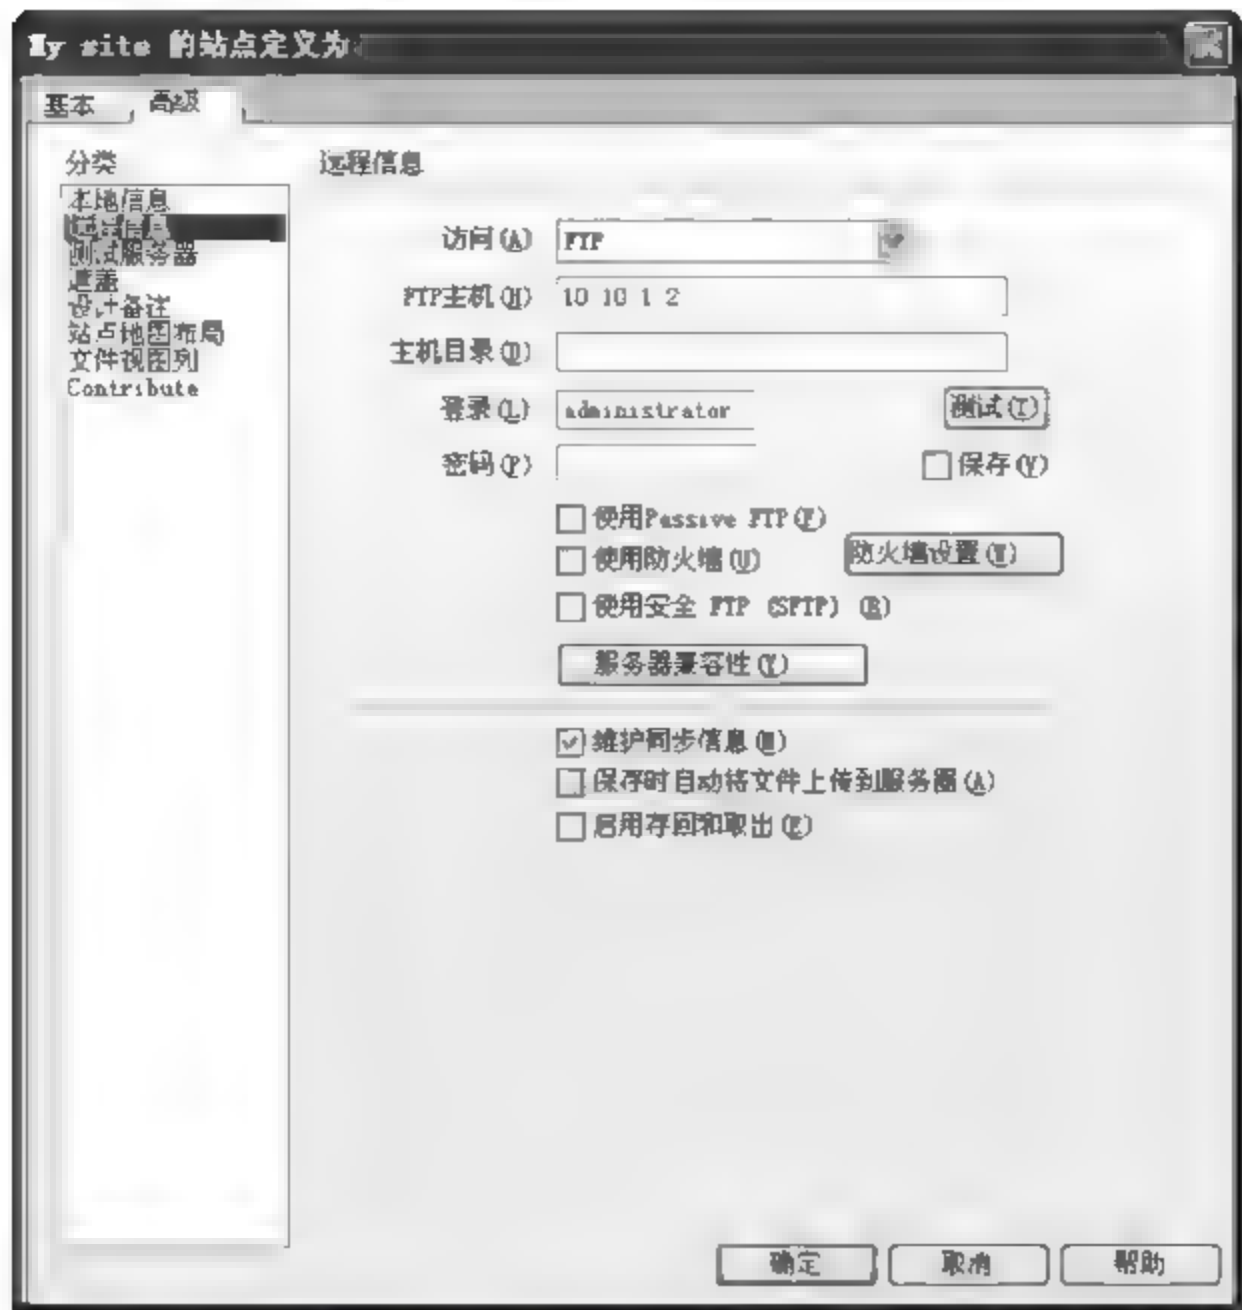 My site 的站点定义为
基本 高级
分类
本地信息
远程信息
测试服务器
遮盖
设计备注
站点地图布局
文件视图列
Contribute
远程信息
访问(A) FTP
FTP主机(H) 10 10 1 2
主机目录(D)
登录(L) administrator 测试(T)
密码(P) 保存(V)
使用Passive FTP(F)
使用防火墙(U) 防火墙设置(W)
使用安全 FTP (SFTP) (R)
服务器兼容性(Y)
维护同步信息(M)
保存时自动将文件上传到服务器(A)
启用存回和取出(E)
确定 取消 帮助